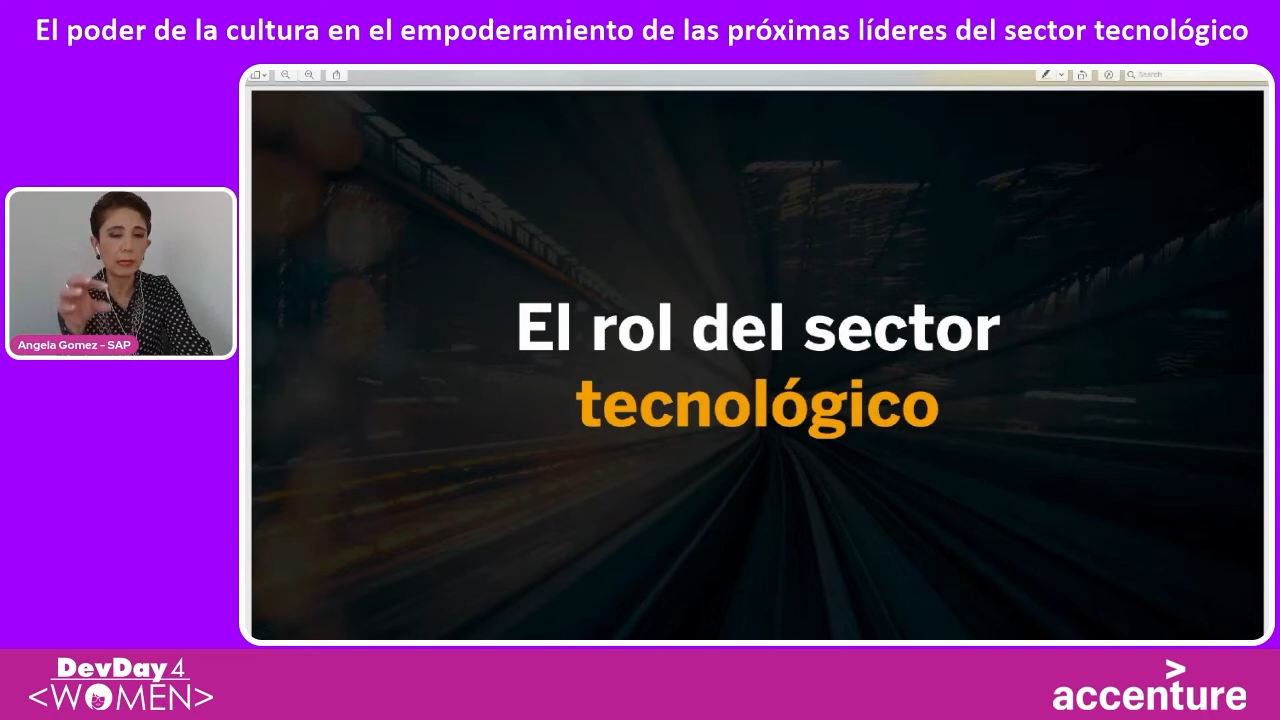 El poder de la cultura en el empoderamiento de las próximas líderes del sector tecnológico
Search
El rol del sector
tecnológico
Angela Gomez - SAP
DevDay 4
<WOMEN>
>
accenture